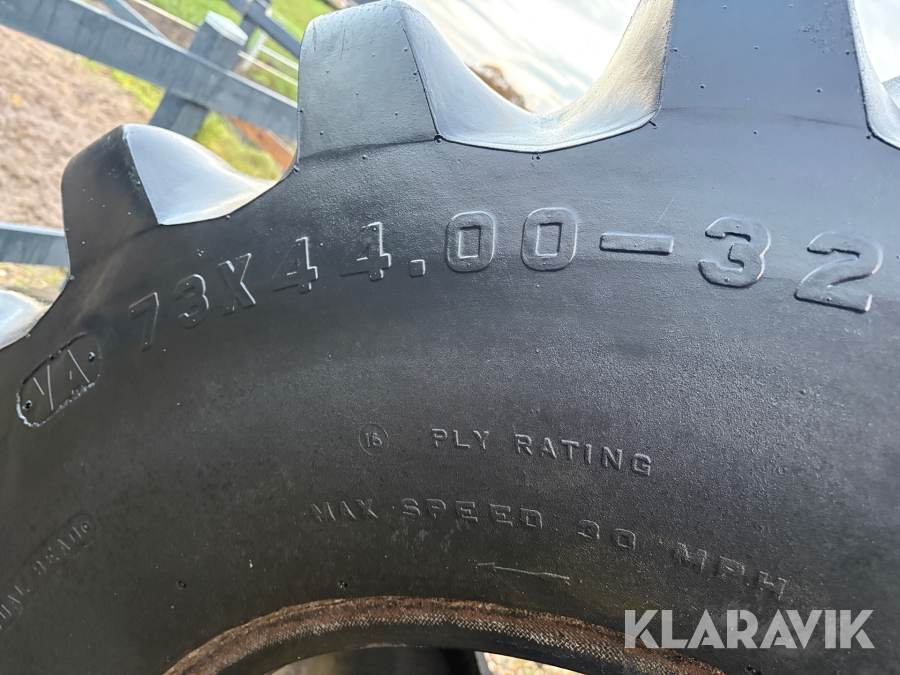 73X44.00-32
16 PLY RATING
MAX SPEED 30 MPH
KLARAVIK